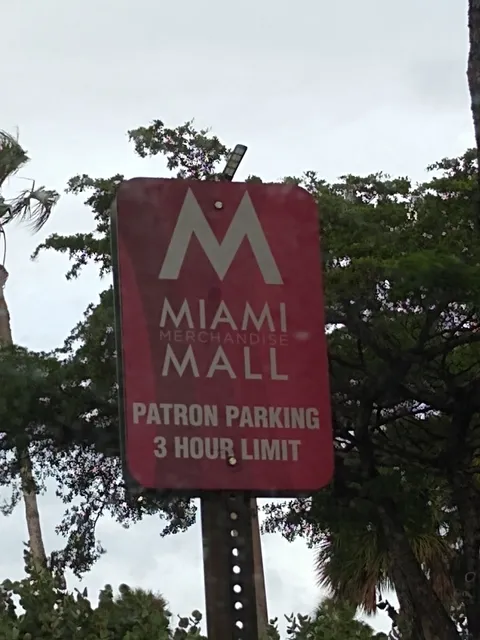 M
MIAMI
MERCHANDISE
MALL
PATRON PARKING
3 HOUR LIMIT